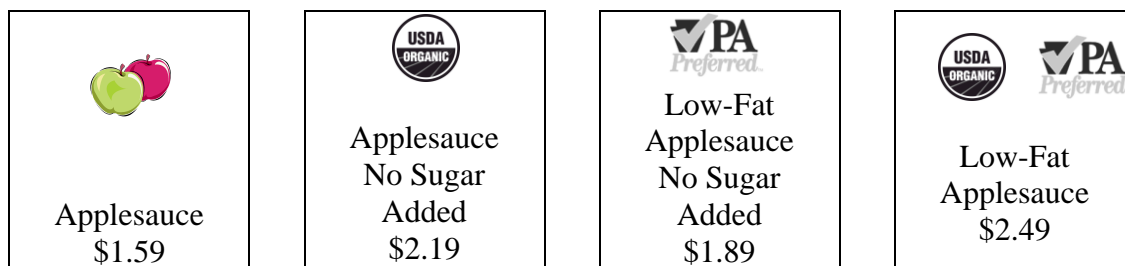 Applesauce
$1.59
USDA
ORGANIC
Applesauce
No Sugar
Added
$2.19
PA
Preferred
Low-Fat
Applesauce
No Sugar
Added
$1.89
USDA
ORGANIC
PA
Preferred
Low-Fat
Applesauce
$2.49